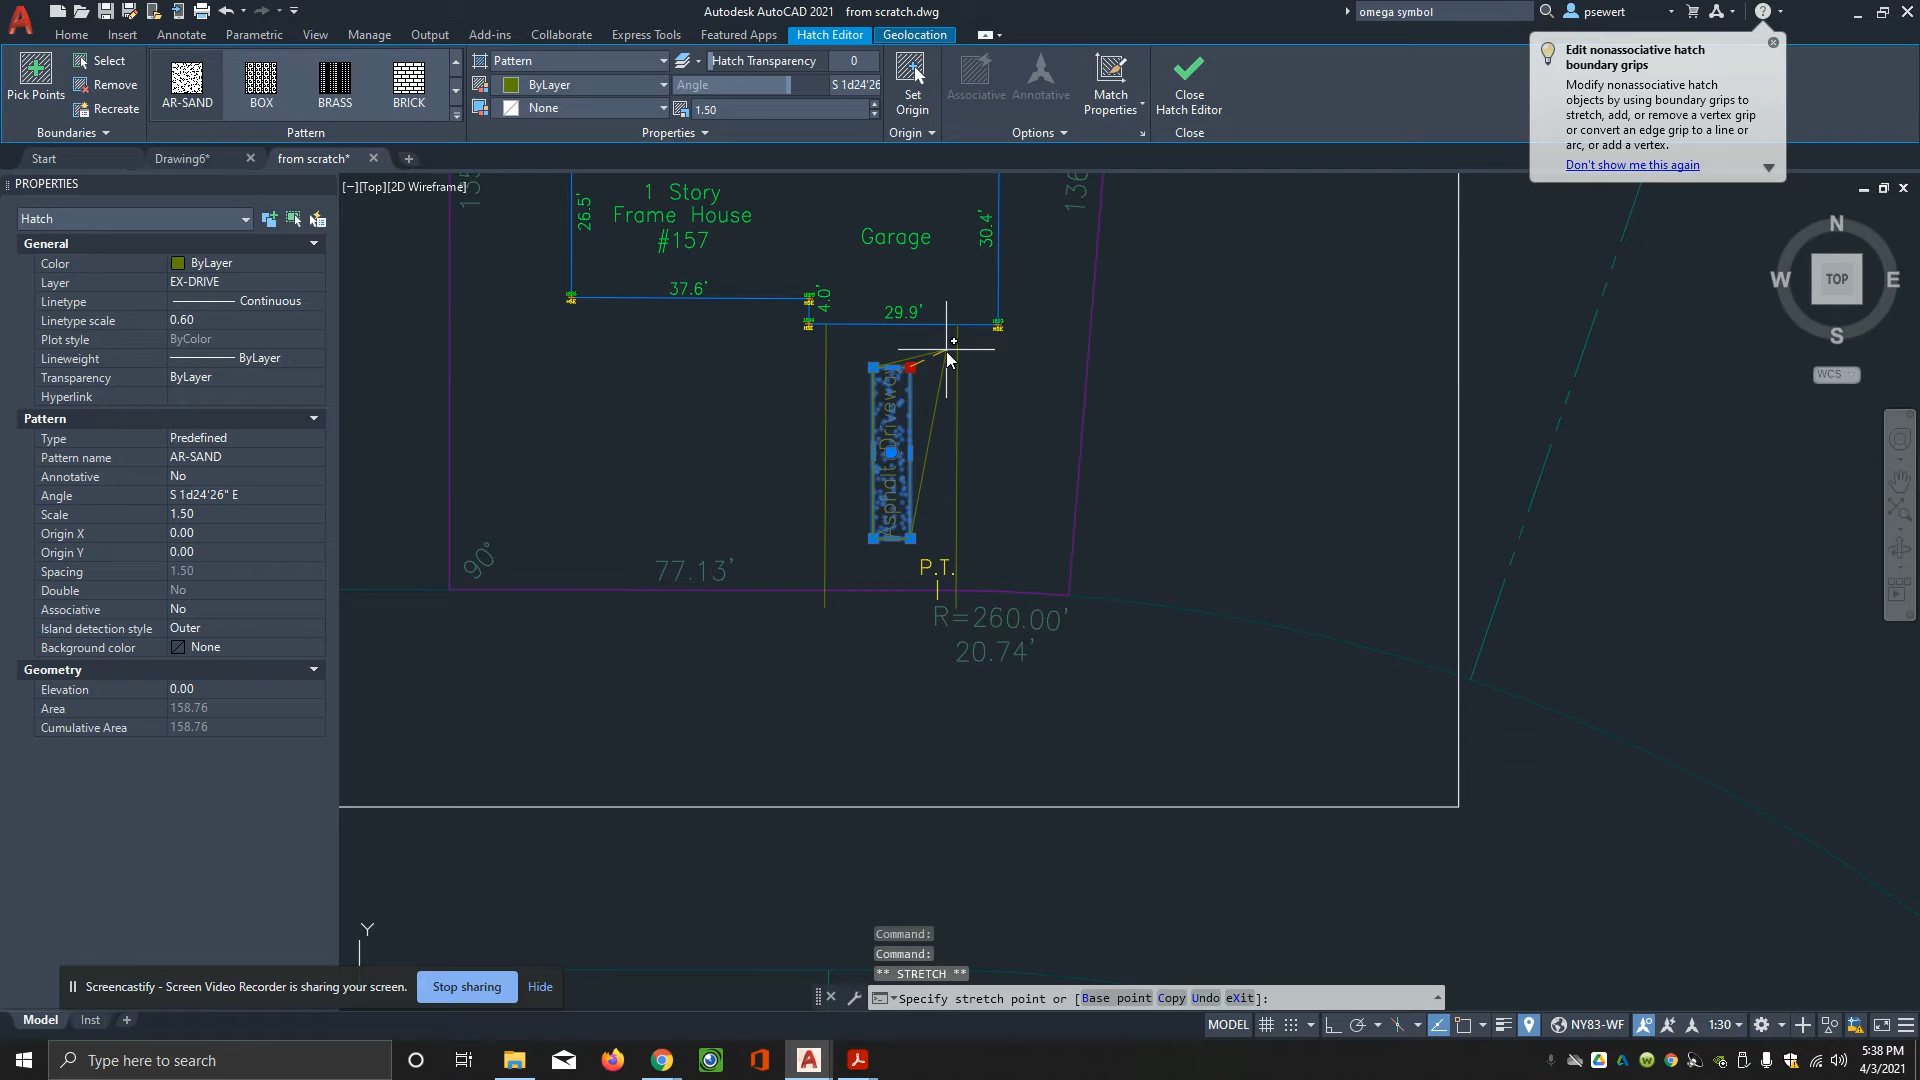 Autodesk AutoCAD 2021 from scratch.dwg
omega symbol
psewert
Home Insert Annotate Parametric View Manage Output Add-ins Collaborate Express Tools Featured Apps Hatch Editor Geolocation
Pick Points
Select
Remove
Recreate
Boundaries
AR-SAND
BOX
BRASS
BRICK
Pattern
Pattern
ByLayer
None
Hatch Transparency 0
Angle S 1d24'26
1.50
Properties
Set
Origin
Origin
Associative
Annotative
Match
Properties
Options
Close
Hatch Editor
Close
Edit nonassociative hatch
boundary grips
Modify nonassociative hatch
objects by using boundary grips to
stretch, add, or remove a vertex grip
or convert an edge grip to a line or
arc, or add a vertex.
Don't show me this again
Start
Drawing6*
from scratch*
PROPERTIES
Hatch
General
Color ByLayer
Layer EX-DRIVE
Linetype Continuous
Linetype scale 0.60
Plot style ByColor
Lineweight ByLayer
Transparency ByLayer
Hyperlink
Pattern
Type Predefined
Pattern name AR-SAND
Annotative No
Angle S 1d24'26" E
Scale 1.50
Origin X 0.00
Origin Y 0.00
Spacing 1.50
Double No
Associative No
Island detection style Outer
Background color None
Geometry
Elevation 0.00
Area 158.76
Cumulative Area 158.76
[−][Top][2D Wireframe]
26.5'
1 Story
Frame House
#157
Garage
30.4'
37.6'
4.0'
29.9'
Asphalt Driveway
90°
77.13'
P.T.
R=260.00'
20.74'
N
W
TOP
E
S
WCS
Y
Command:
Command:
** STRETCH **
Specify stretch point or [Base point Copy Undo eXit]:
Screencastify - Screen Video Recorder is sharing your screen.
Stop sharing
Hide
Model
Inst
MODEL
NY83-WF
1:30
Type here to search
5:38 PM
4/3/2021